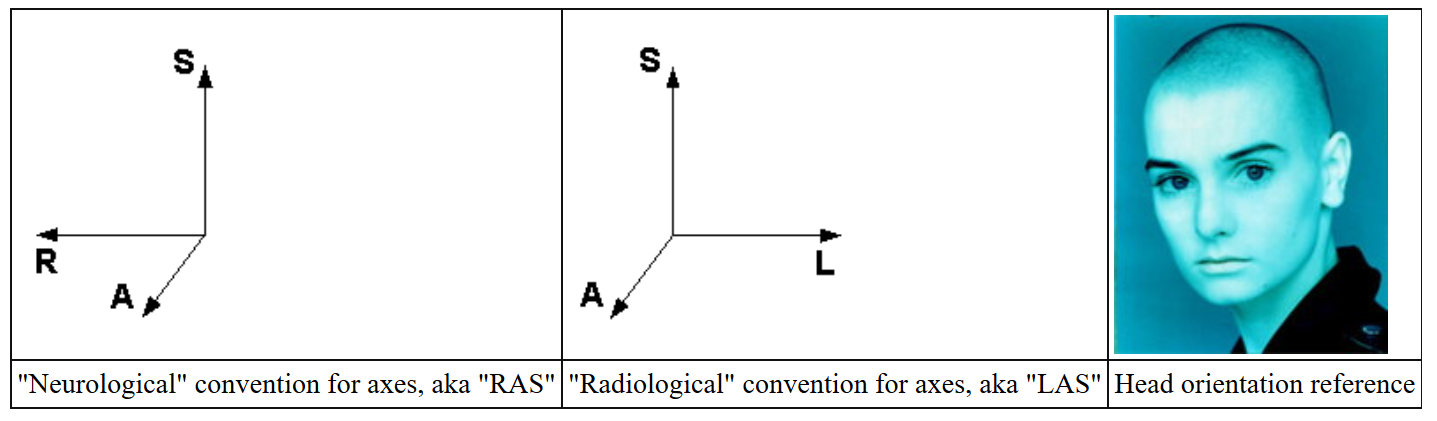 S
R
A
S
A
L
"Neurological" convention for axes, aka "RAS"
"Radiological" convention for axes, aka "LAS"
Head orientation reference